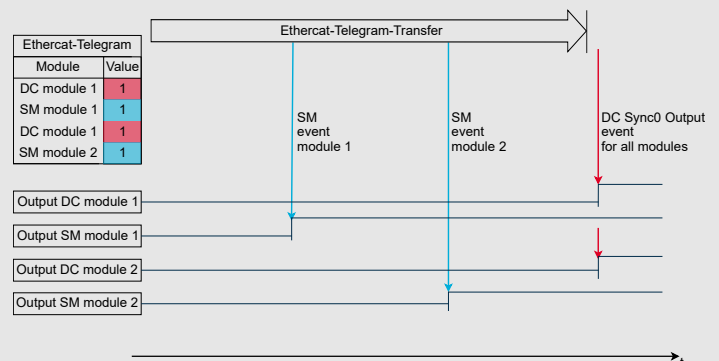 Ethercat-Telegram-Transfer
Ethercat-Telegram
Module Value
DC module 1 1
SM module 1 1
DC module 1 1
SM module 2 1
SM
event
module 1
SM
event
module 2
DC Sync0 Output
event
for all modules
Output DC module 1
Output SM module 1
Output DC module 2
Output SM module 2
t